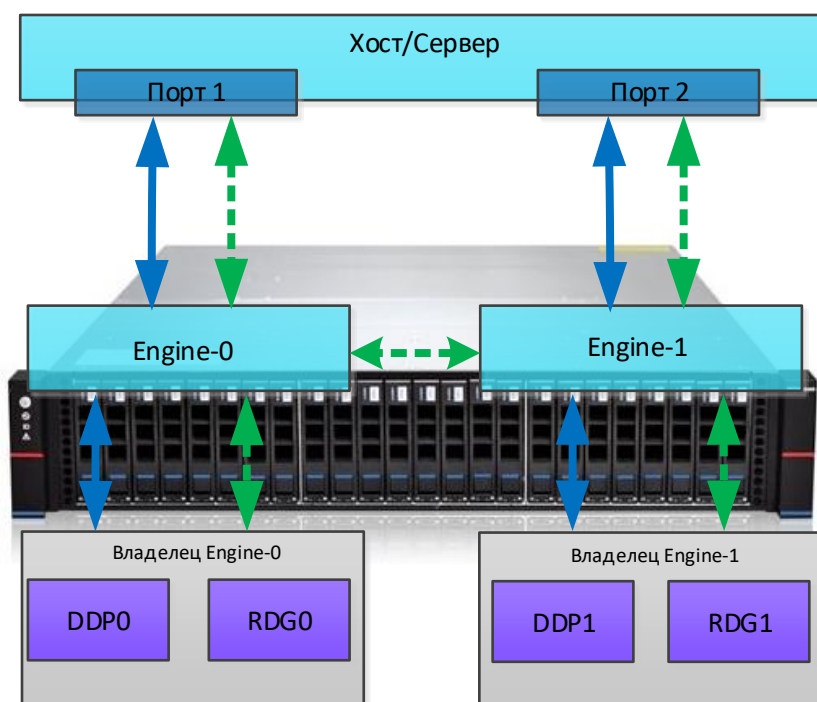 Хост/Сервер
Порт 1
Порт 2
Engine-0
Engine-1
Владелец Engine-0
Владелец Engine-1
DDP0
RDG0
DDP1
RDG1